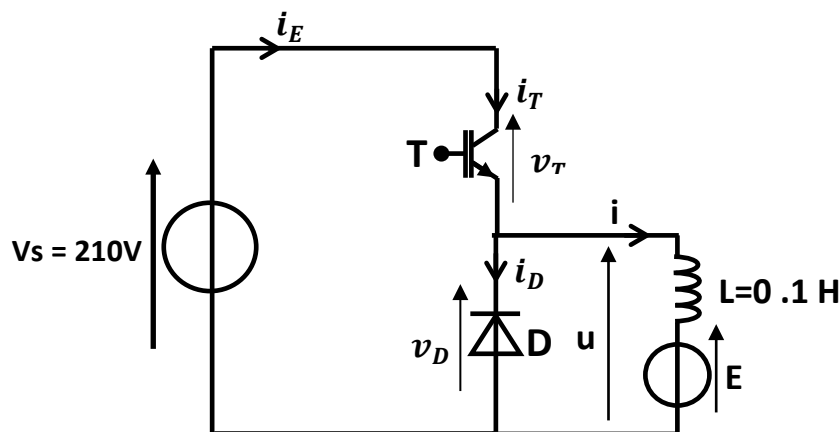 i_E
i_T
T
v_T
Vs = 210V
i
i_D
L=0 .1 H
v_D
D
u
E